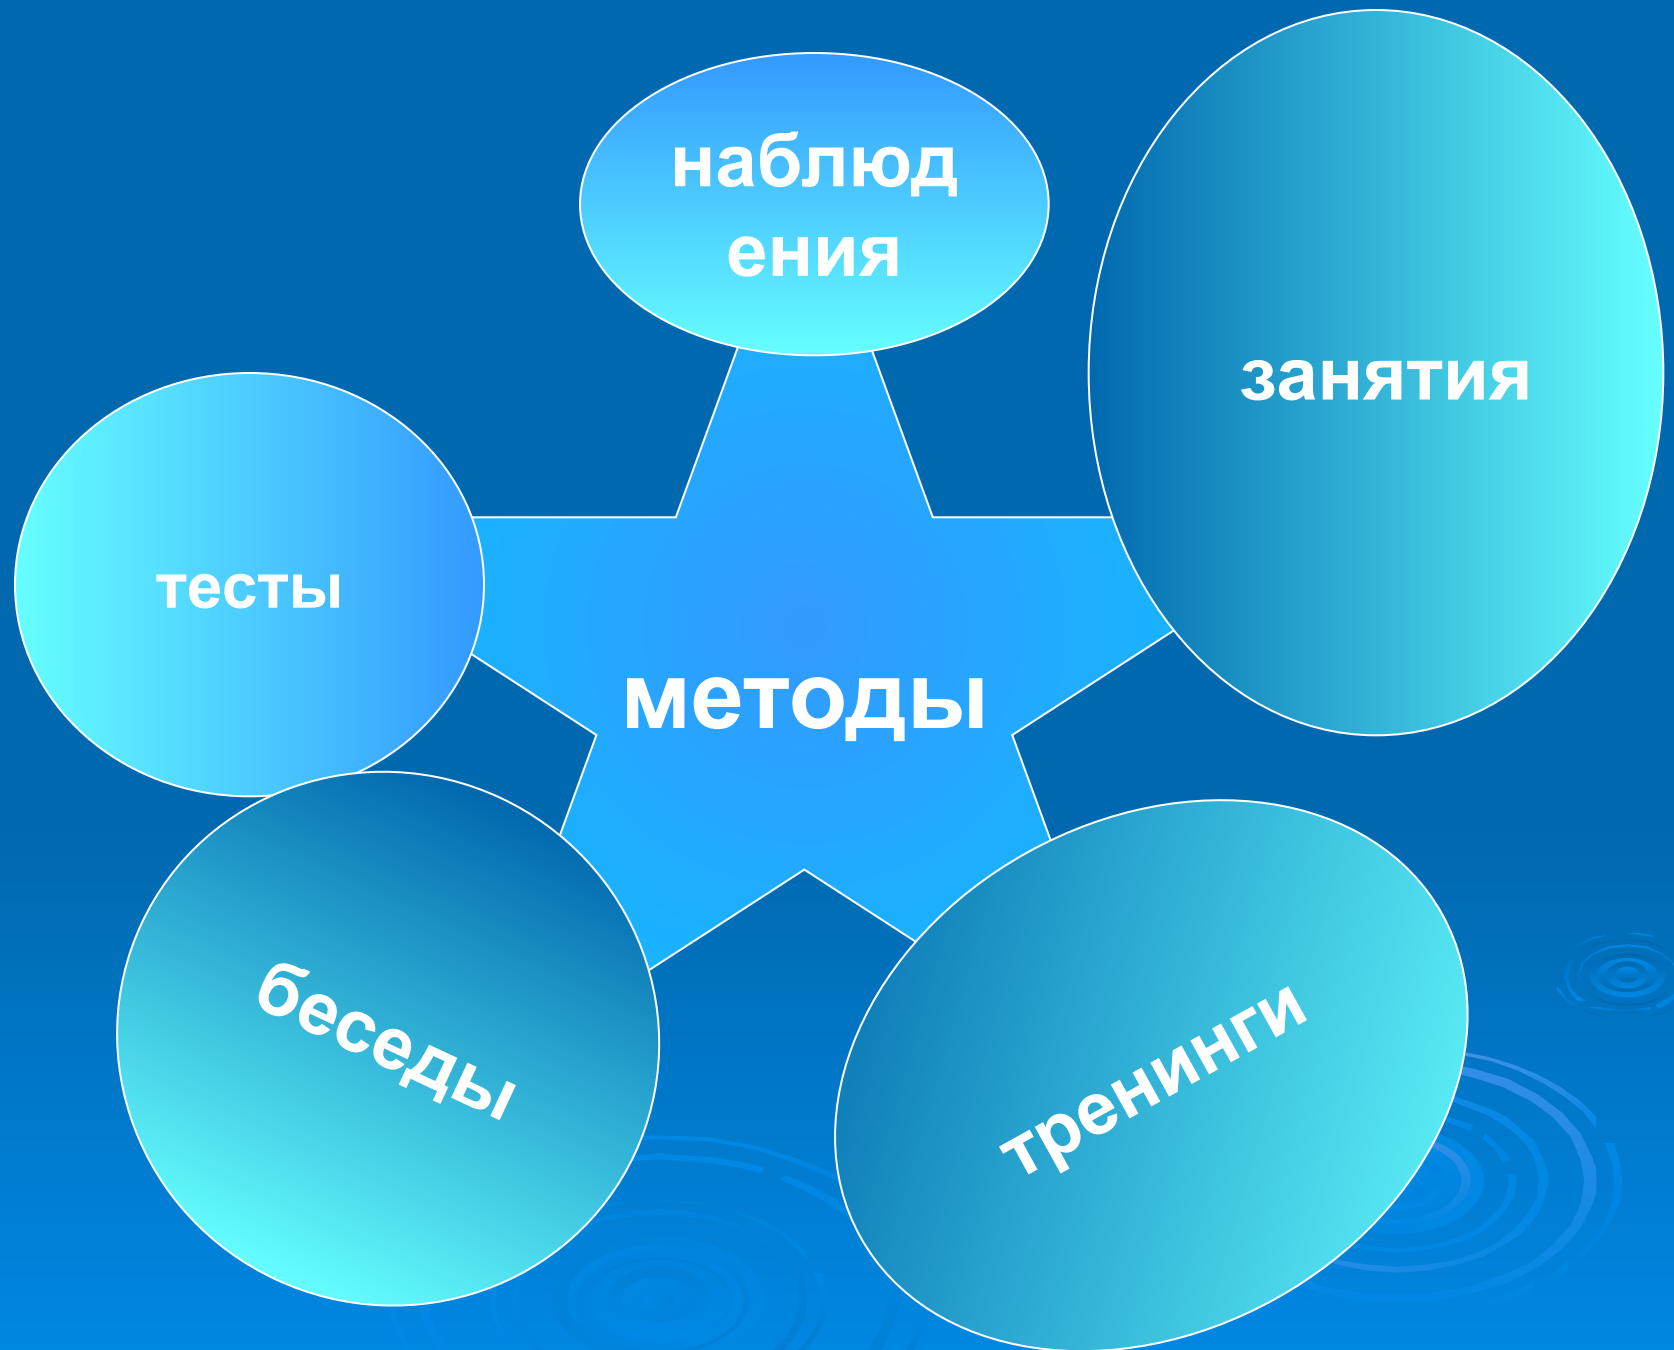 наблюд
ения
занятия
тесты
методы
беседы
тренинги